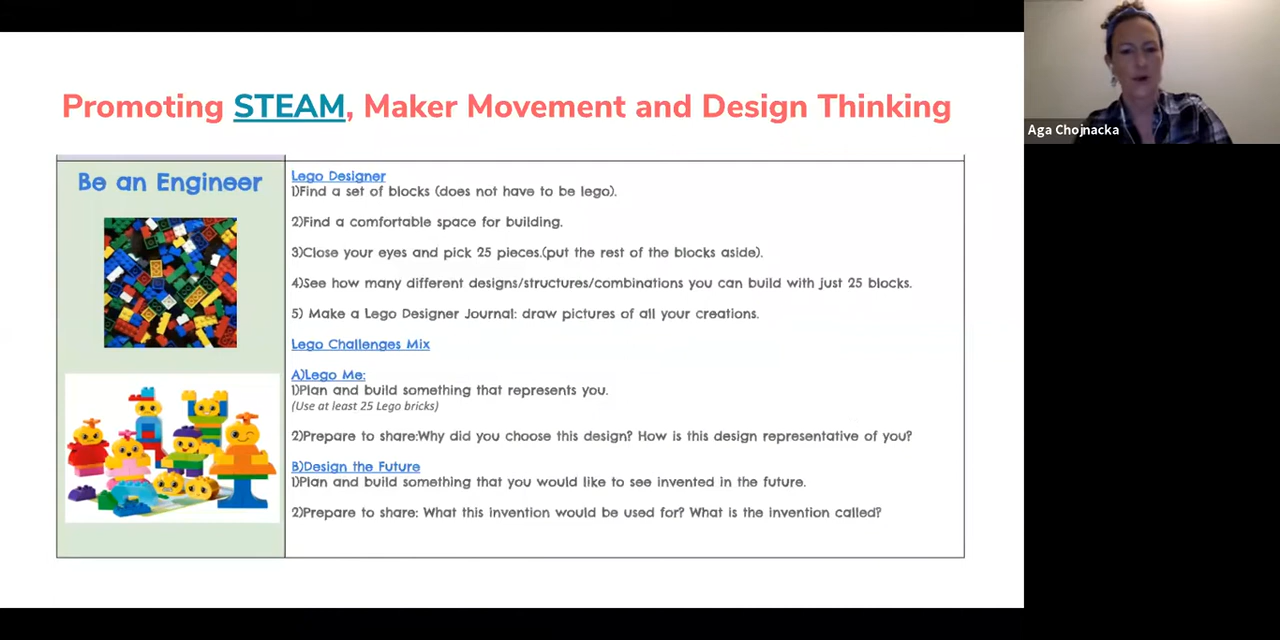 Promoting STEAM, Maker Movement and Design Thinking
Be an Engineer
Lego Designer
1)Find a set of blocks (does not have to be lego).
2)Find a comfortable space for building.
3)Close your eyes and pick 25 pieces.(put the rest of the blocks aside).
4)See how many different designs/structures/combinations you can build with just 25 blocks.
5) Make a Lego Designer Journal: draw pictures of all your creations.
Lego Challenges Mix
A)Lego Me:
1)Plan and build something that represents you.
(Use at least 25 Lego bricks)
2)Prepare to share:Why did you choose this design? How is this design representative of you?
B)Design the Future
1)Plan and build something that you would like to see invented in the future.
2)Prepare to share: What this invention would be used for? What is the invention called?
Aga Chojnacka